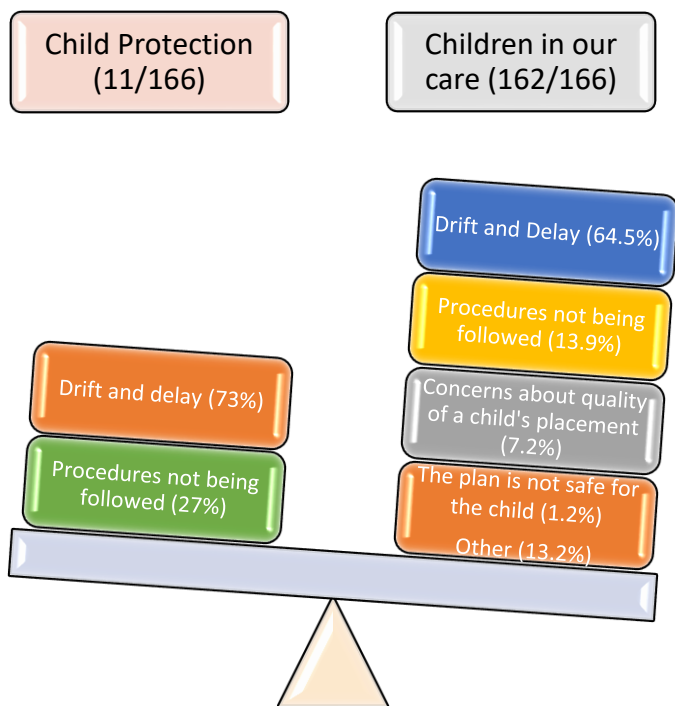 Child Protection
(11/166)
Children in our
care (162/166)
Drift and delay (73%)
Procedures not being
followed (27%)
Drift and Delay (64.5%)
Procedures not being
followed (13.9%)
Concerns about quality
of a child's placement
(7.2%)
The plan is not safe for
the child (1.2%)
Other (13.2%)